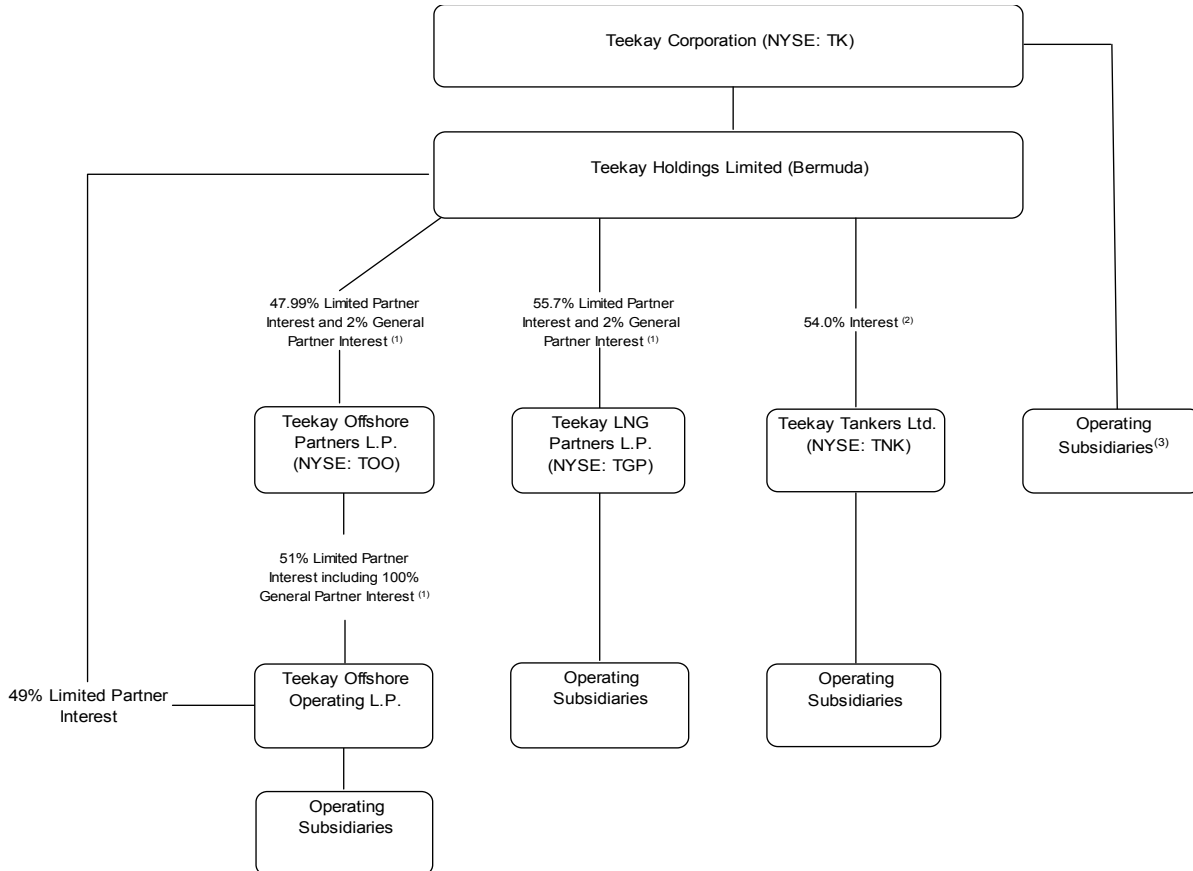 Teekay Corporation (NYSE: TK)
Teekay Holdings Limited (Bermuda)
47.99% Limited Partner
Interest and 2% General
Partner Interest (1)
55.7% Limited Partner
Interest and 2% General
Partner Interest (1)
54.0% Interest (2)
Teekay Offshore
Partners L.P.
(NYSE: TOO)
Teekay LNG
Partners L.P.
(NYSE: TGP)
Teekay Tankers Ltd.
(NYSE: TNK)
Operating
Subsidiaries(3)
51% Limited Partner
Interest including 100%
General Partner Interest (1)
49% Limited Partner
Interest
Teekay Offshore
Operating L.P.
Operating
Subsidiaries
Operating
Subsidiaries
Operating
Subsidiaries